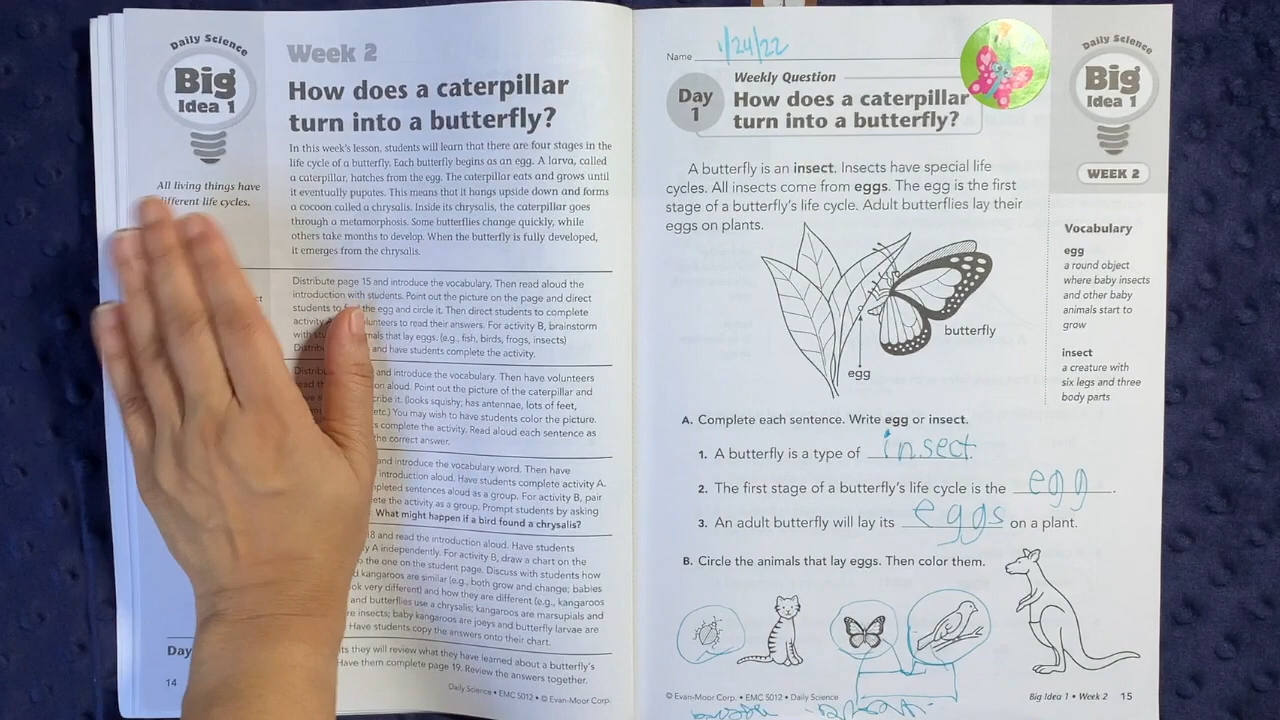 Daily Science
Big
Idea 1
All living things have
different life cycles.
Week 2
How does a caterpillar
turn into a butterfly?
In this week's lesson, students will learn that there are four stages in the
life cycle of a butterfly. Each butterfly begins as an egg. A larva, called
a caterpillar, hatches from the egg. The caterpillar eats and grows until
it eventually pupates. This means that it hangs upside down and forms
a cocoon called a chrysalis. Inside its chrysalis, the caterpillar goes
through a metamorphosis. Some butterflies change quickly, while
others take months to develop. When the butterfly is fully developed,
it emerges from the chrysalis.
Distribute page 15 and introduce the vocabulary. Then read aloud the
introduction with students. Point out the picture on the page and direct
students to the egg and circle it. Then direct students to complete
activity to read their answers. For activity B, brainstorm
with that lay eggs. (e.g., fish, birds, frogs, insects)
and have students complete the activity.
and introduce the vocabulary. Then have volunteers
on aloud. Point out the picture of the caterpillar and
it. (looks squishy; has antennae, lots of feet,
etc.) You may wish to have students color the picture.
complete the activity. Read aloud each sentence as
the correct answer.
and introduce the vocabulary word. Then have
introduction aloud. Have students complete activity A.
sentences aloud as a group. For activity B, pair
the activity as a group. Prompt students by asking
What might happen if a bird found a chrysalis?
18 and read the introduction aloud. Have students
A independently. For activity B, draw a chart on the
the one on the student page. Discuss with students how
kangaroos are similar (e.g., both grow and change; babies
very different) and how they are different (e.g., kangaroos
and butterflies use a chrysalis; kangaroos are marsupials and
insects; baby kangaroos are joeys and butterfly larvae are
Have students copy the answers onto their chart.
Day they will review what they have learned about a butterfly's
Have them complete page 19. Review the answers together.
14
Daily Science • EMC 5012 • © Evan-Moor Corp.
Name 1/24/22
Day
1
Weekly Question
How does a caterpillar
turn into a butterfly?
Daily Science
Big
Idea 1
WEEK 2
A butterfly is an insect. Insects have special life
cycles. All insects come from eggs. The egg is the first
stage of a butterfly's life cycle. Adult butterflies lay their
eggs on plants.
butterfly
egg
Vocabulary
egg
a round object
where baby insects
and other baby
animals start to
grow
insect
a creature with
six legs and three
body parts
A. Complete each sentence. Write egg or insect.
1. A butterfly is a type of insect.
2. The first stage of a butterfly's life cycle is the egg.
3. An adult butterfly will lay its eggs on a plant.
B. Circle the animals that lay eggs. Then color them.
© Evan-Moor Corp. • EMC 5012 • Daily Science
Big Idea 1 • Week 2 15